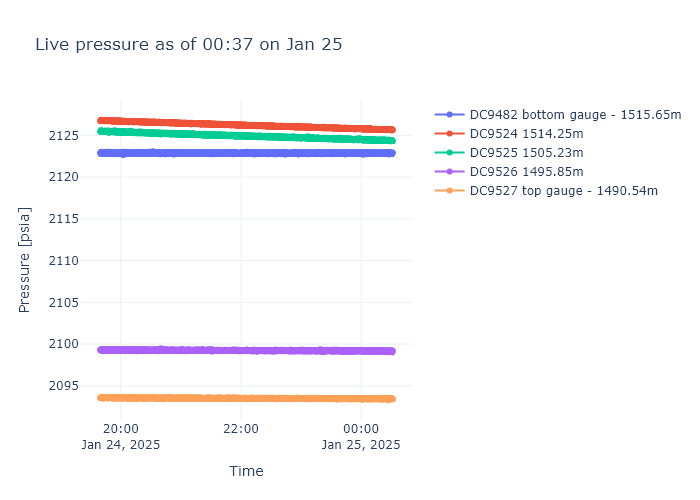 Live pressure as of 00:37 on Jan 25
DC9482 bottom gauge - 1515.65m
DC9524 1514.25m
DC9525 1505.23m
DC9526 1495.85m
DC9527 top gauge - 1490.54m
Pressure [psia]
2125
2120
2115
2110
2105
2100
2095
20:00
Jan 24, 2025
22:00
00:00
Jan 25, 2025
Time